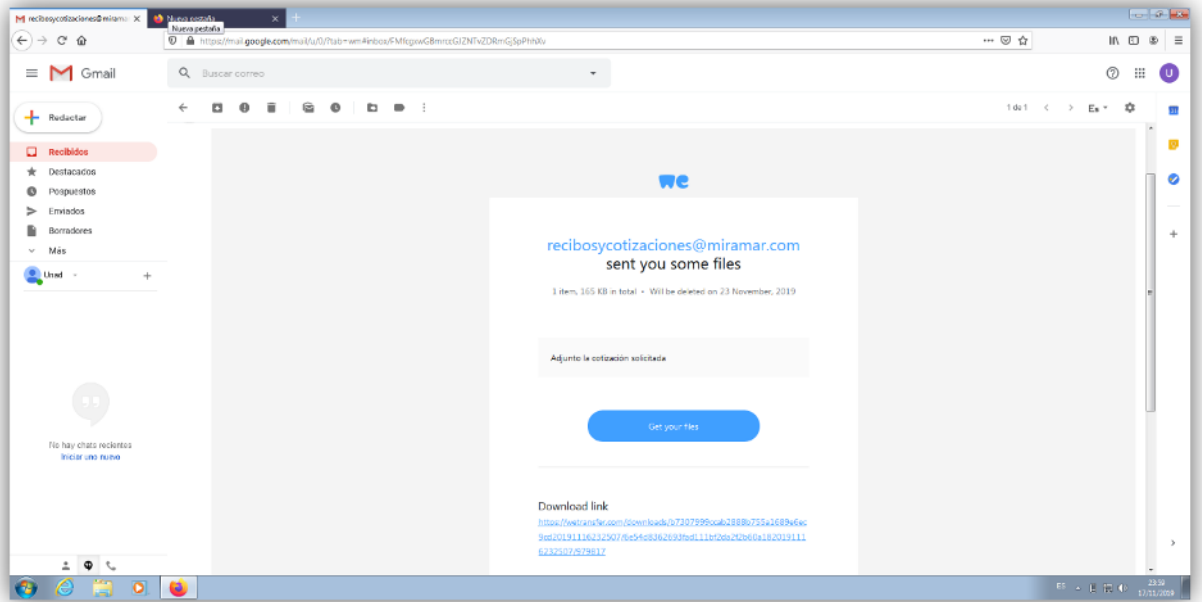 recibosycotizaciones@miramar
Nueva pestaña
Nueva pestaña
https://mail.google.com/mail/u/0/?tab=wm#inbox/FMfcgxwGBmrccGJZNTvZDRmGjSpPhhXv
Gmail
Buscar correo
U
Redactar
1 de 1
Es
Recibidos
Destacados
Pospuestos
Enviados
Borradores
Más
Unad
we
recibosycotizaciones@miramar.com
sent you some files
1 item, 165 KB in total • Will be deleted on 23 November, 2019
Adjunto la cotización solicitada
Get your files
No hay chats recientes
Iniciar uno nuevo
Download link
https://wetransfer.com/downloads/b7307999ccab2888b755a1689e6ec
9cd20191116232507/6e54d8362693fad111bf2da2f2b60a182019111
6232507/979817
ES
23:39
17/11/2019